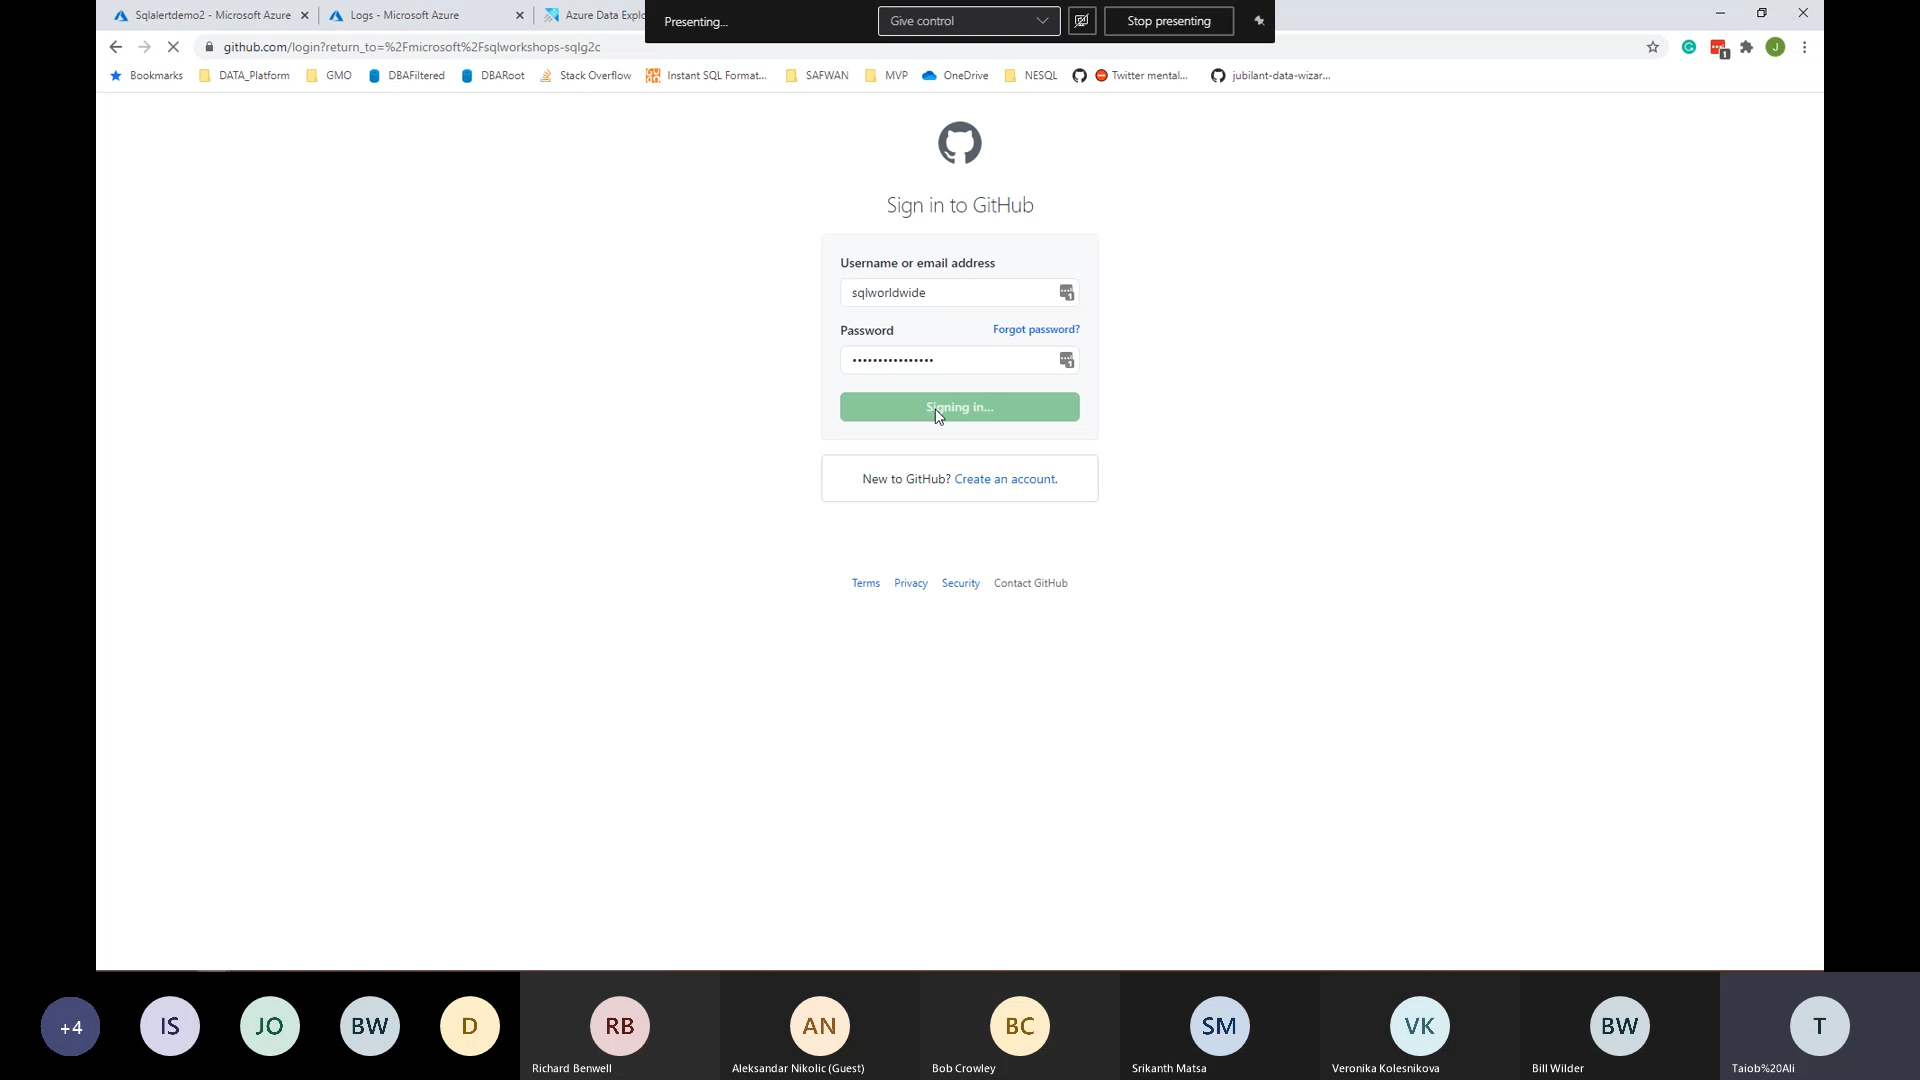 Sqlalertdemo2 - Microsoft Azure
Logs - Microsoft Azure
Azure Data Explo
Presenting...
Give control
Stop presenting
github.com/login?return_to=%2Fmicrosoft%2Fsqlworkshops-sqlg2c
1
J
Bookmarks
DATA_Platform
GMO
DBAFiltered
DBARoot
Stack Overflow
Instant SQL Format...
SAFWAN
MVP
OneDrive
NESQL
Twitter mental...
jubilant-data-wizar...
Sign in to GitHub
Username or email address
sqlworldwide
Password
Forgot password?
Signing in...
New to GitHub? Create an account.
Terms
Privacy
Security
Contact GitHub
+4
IS
JO
BW
D
RB
AN
BC
SM
VK
BW
T
Richard Benwell
Aleksandar Nikolic (Guest)
Bob Crowley
Srikanth Matsa
Veronika Kolesnikova
Bill Wilder
Taiob%20Ali